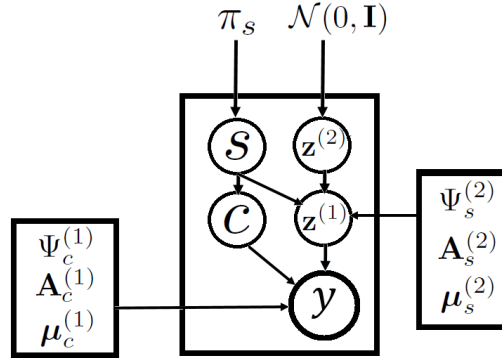 π_s
𝒩(0, I)
s
z^(2)
c
z^(1)
y
Ψ_c^(1)
A_c^(1)
μ_c^(1)
Ψ_s^(2)
A_s^(2)
μ_s^(2)